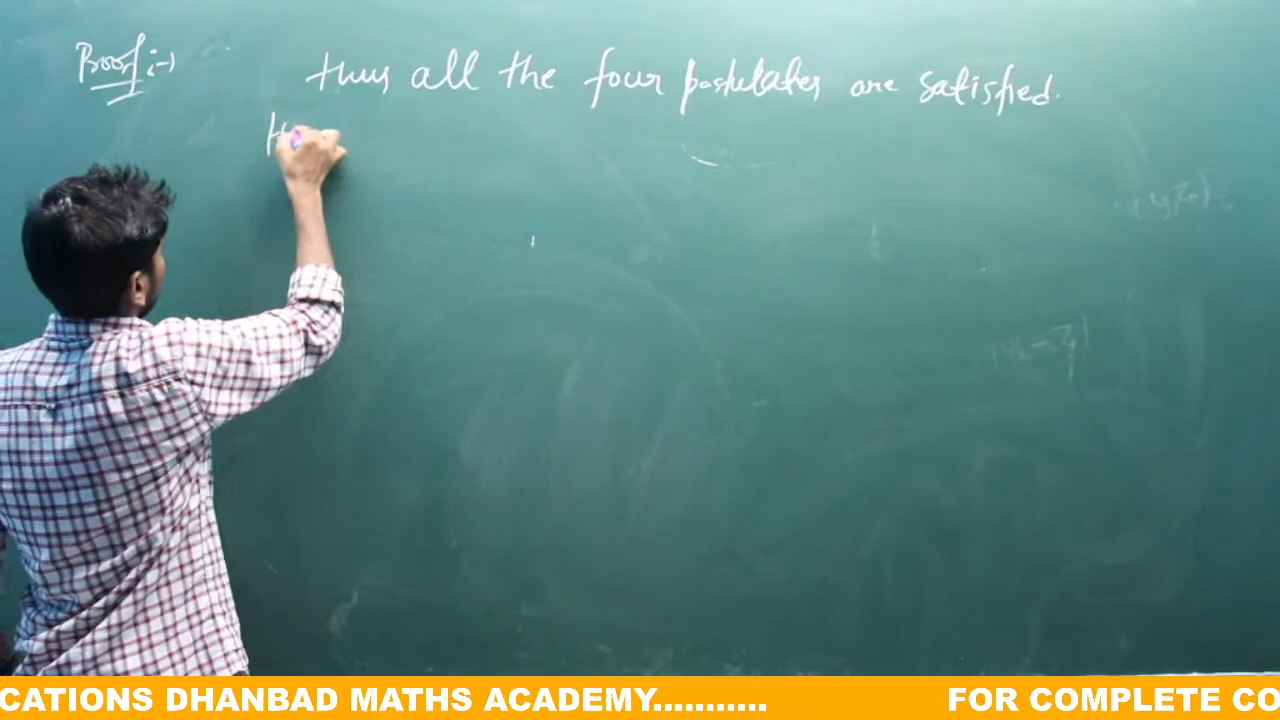 Proof :-)
thus all the four postulates are satisfied.
CATIONS DHANBAD MATHS ACADEMY........... FOR COMPLETE CO